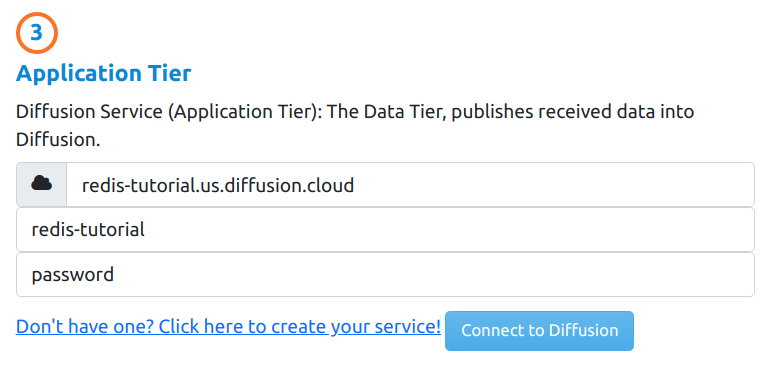 3
Application Tier
Diffusion Service (Application Tier): The Data Tier, publishes received data into
Diffusion.
redis-tutorial.us.diffusion.cloud
redis-tutorial
password
Don't have one? Click here to create your service! Connect to Diffusion